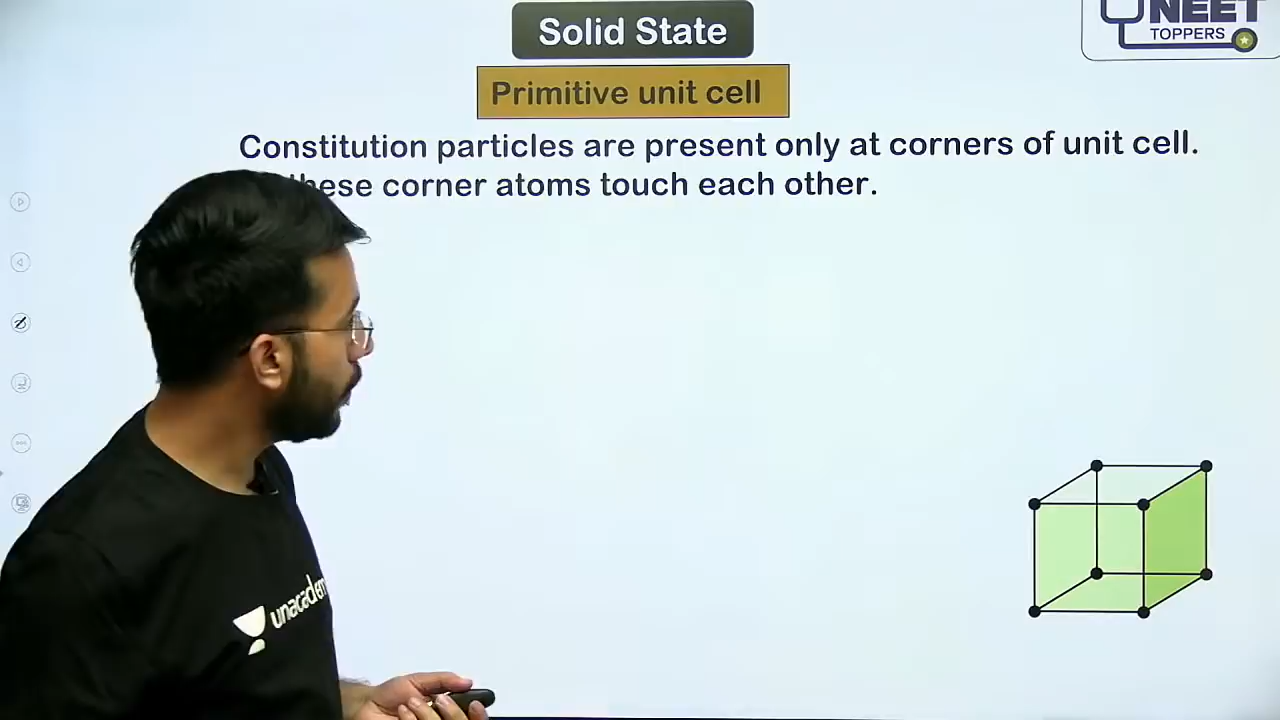 Solid State
NEET
TOPPERS
Primitive unit cell
Constitution particles are present only at corners of unit cell.
these corner atoms touch each other.